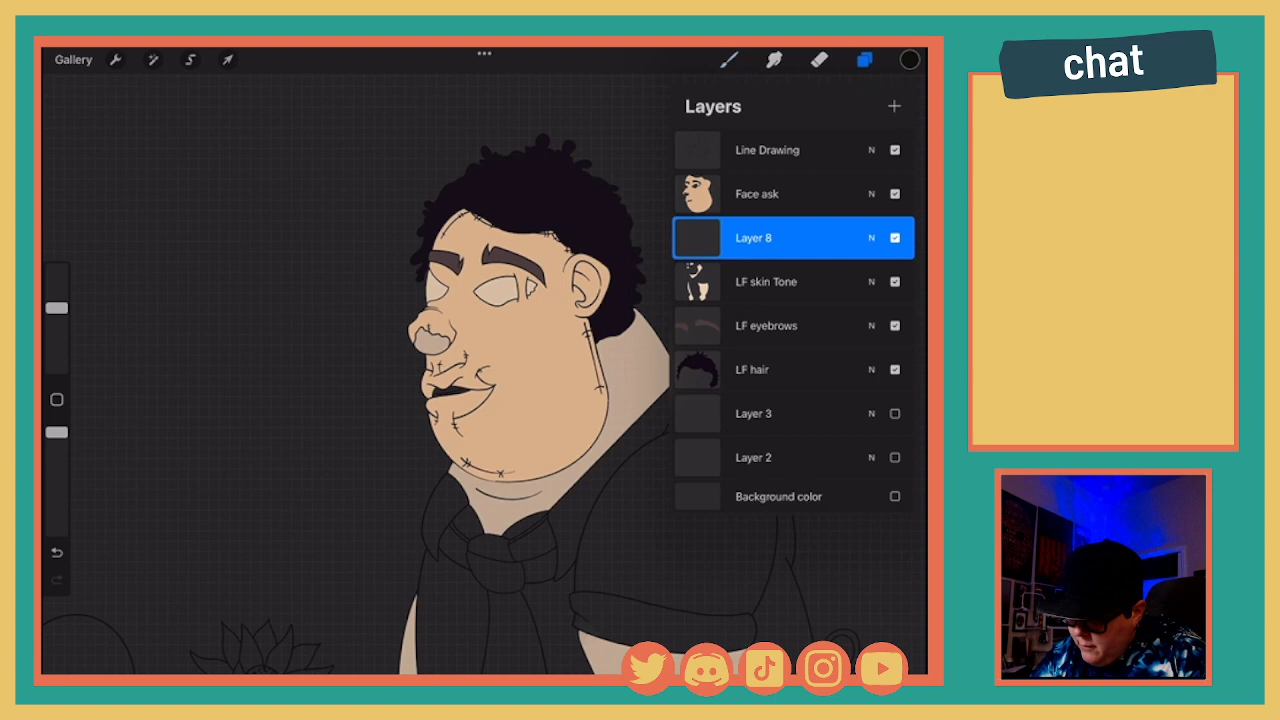 Gallery
chat
Layers
Line Drawing N
Face ask N
Layer 8 N
LF skin Tone N
LF eyebrows N
LF hair N
Layer 3 N
Layer 2 N
Background color